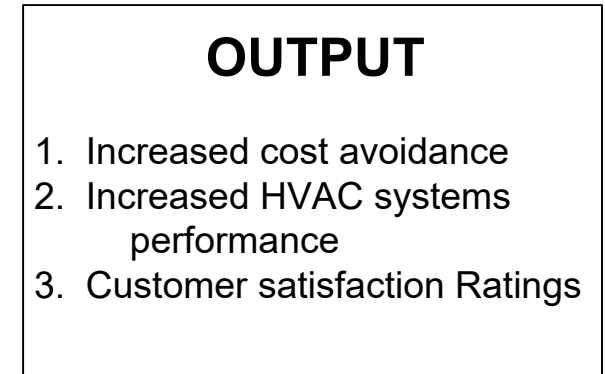 OUTPUT
1. Increased cost avoidance
2. Increased HVAC systems
performance
3. Customer satisfaction Ratings